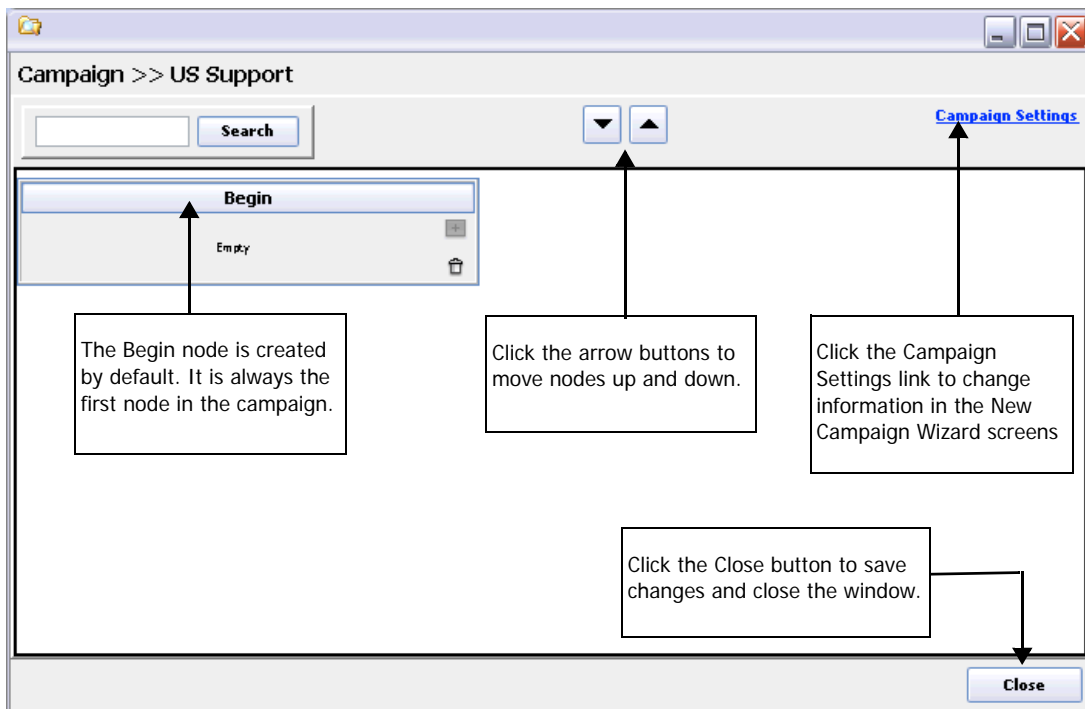 Campaign >> US Support
Search
Campaign Settings
Begin
Empty
The Begin node is created
by default. It is always the
first node in the campaign.
Click the arrow buttons to
move nodes up and down.
Click the Campaign
Settings link to change
information in the New
Campaign Wizard screens
Click the Close button to save
changes and close the window.
Close